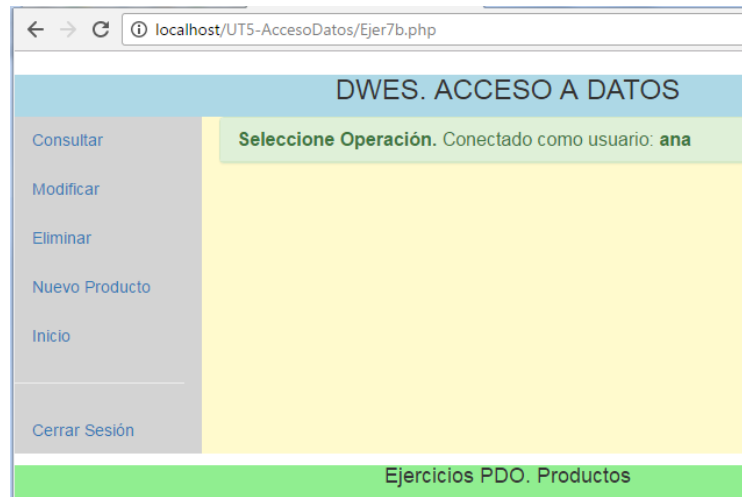 localhost/UT5-AccesoDatos/Ejer7b.php
DWES. ACCESO A DATOS
Consultar
Seleccione Operación. Conectado como usuario: ana
Modificar
Eliminar
Nuevo Producto
Inicio
Cerrar Sesión
Ejercicios PDO. Productos